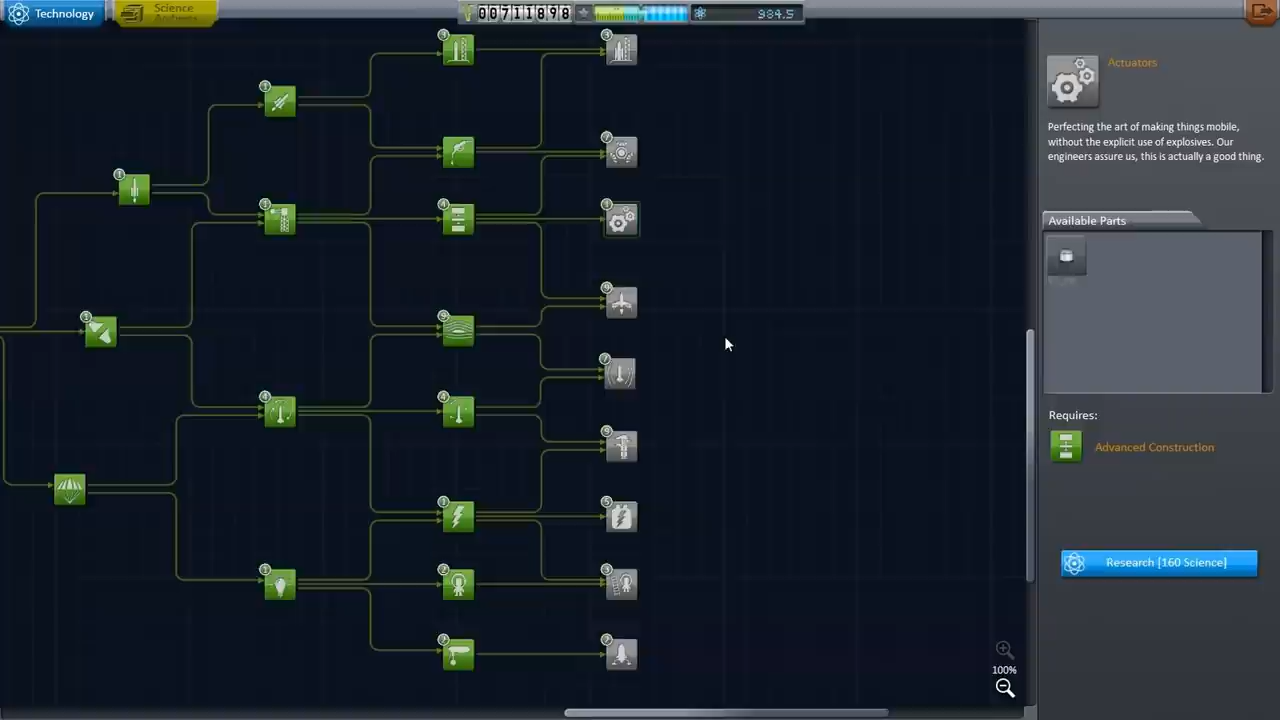 Technology
Science
Archives
00711898
984.5
Actuators
Perfecting the art of making things mobile,
without the explicit use of explosives. Our
engineers assure us, this is actually a good thing.
Available Parts
Requires:
Advanced Construction
Research [160 Science]
100%